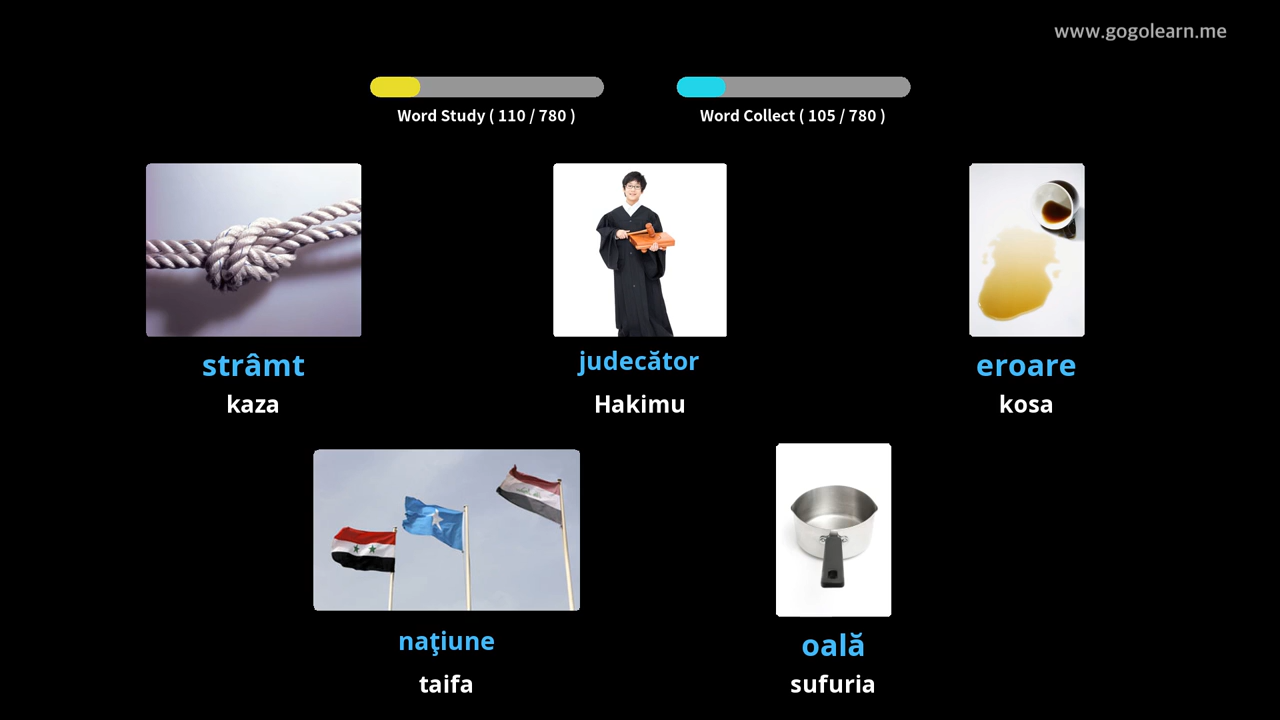 www.gogolearn.me
Word Study ( 110 / 780 )
Word Collect ( 105 / 780 )
strâmt
kaza
judecător
Hakimu
eroare
kosa
naţiune
taifa
oală
sufuria